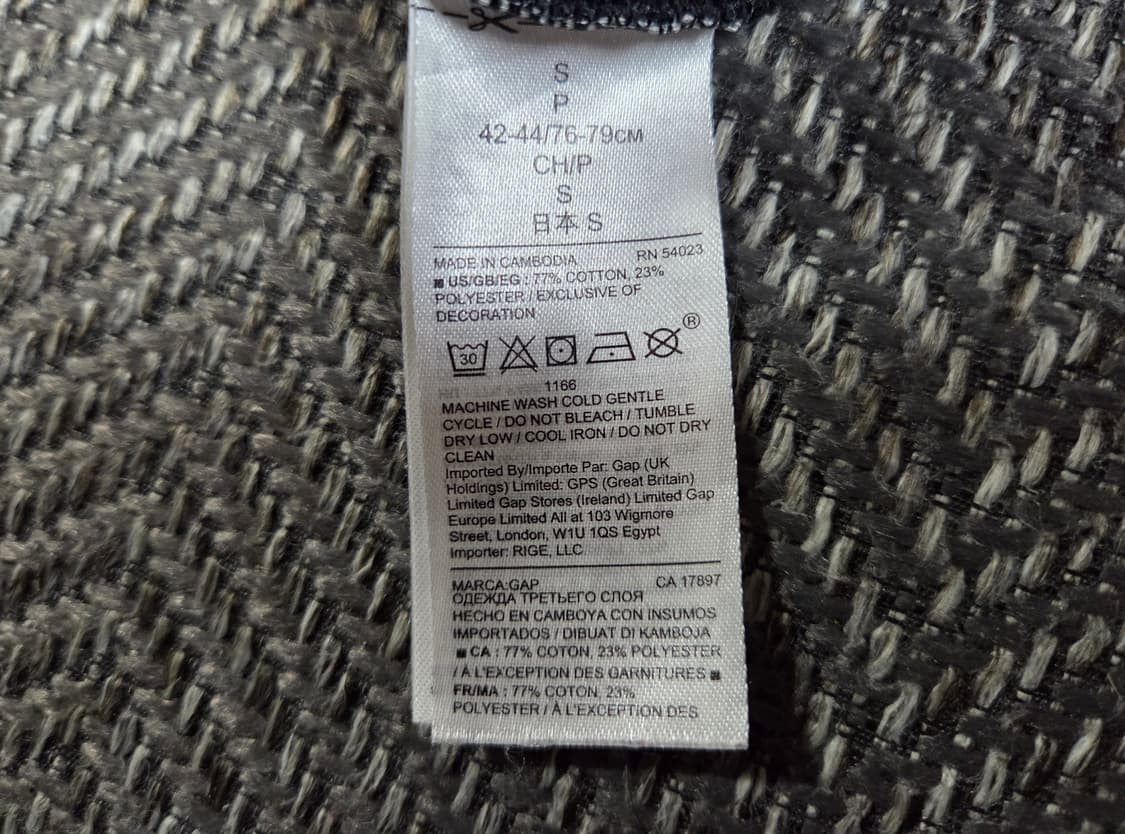 S
P
42-44/76-79CM
CH/P
S
日本 S
MADE IN CAMBODIA RN 54023
US/GB/EG : 77% COTTON, 23%
POLYESTER / EXCLUSIVE OF
DECORATION
30
®
1166
MACHINE WASH COLD GENTLE
CYCLE / DO NOT BLEACH / TUMBLE
DRY LOW / COOL IRON / DO NOT DRY
CLEAN
Imported By/Importe Par: Gap (UK
Holdings) Limited: GPS (Great Britain)
Limited Gap Stores (Ireland) Limited Gap
Europe Limited All at 103 Wigmore
Street, London, W1U 1QS Egypt
Importer: RIGE, LLC
MARCA:GAP CA 17897
ОДЕЖДА ТРЕТЬЕГО СЛОЯ
HECHO EN CAMBOYA CON INSUMOS
IMPORTADOS / DIBUAT DI KAMBOJA
CA : 77% COTON, 23% POLYESTER
/ À L'EXCEPTION DES GARNITURES
FR/MA : 77% COTON, 23%
POLYESTER / À L'EXCEPTION DES